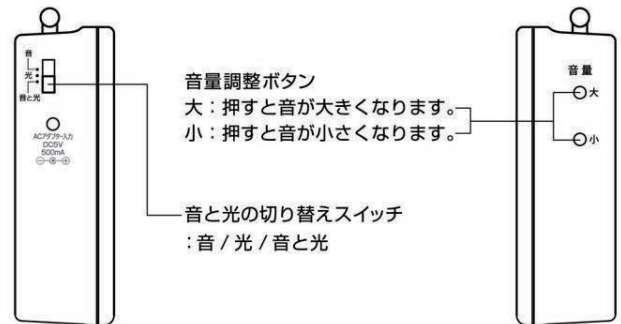 音
光
音と光
ACアダプター入力
DC5V
500mA
音量調整ボタン
大：押すと音が大きくなります。
小：押すと音が小さくなります。
音と光の切り替えスイッチ
：音 / 光 / 音と光
音量
大
小